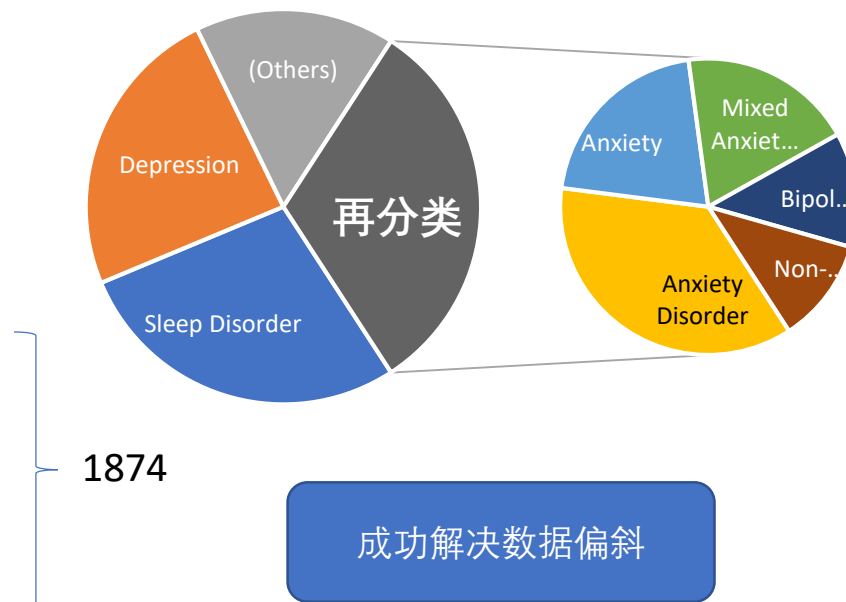 (Others)
Depression
再分类
Sleep Disorder
Anxiety
Mixed
Anxiet...
Bipol...
Non-...
Anxiety
Disorder
1874
成功解决数据偏斜